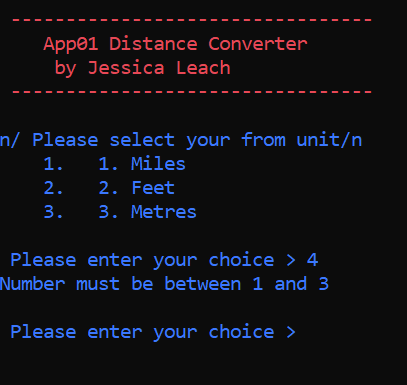 ---------------------------------
App01 Distance Converter
by Jessica Leach
---------------------------------
n/ Please select your from unit/n
1. 1. Miles
2. 2. Feet
3. 3. Metres
Please enter your choice > 4
Number must be between 1 and 3
Please enter your choice >